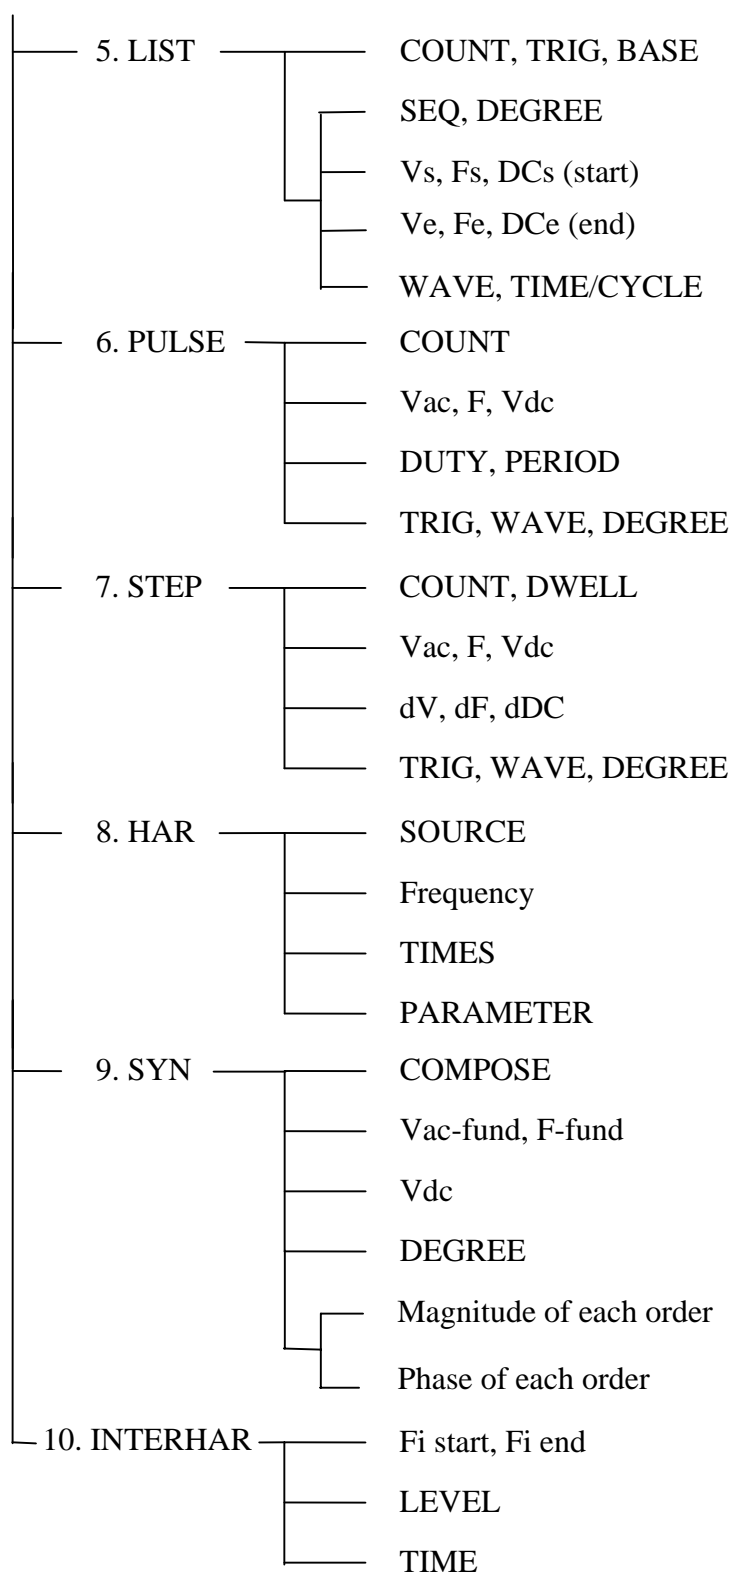 5. LIST COUNT, TRIG, BASE
SEQ, DEGREE
Vs, Fs, DCs (start)
Ve, Fe, DCe (end)
WAVE, TIME/CYCLE
6. PULSE COUNT
Vac, F, Vdc
DUTY, PERIOD
TRIG, WAVE, DEGREE
7. STEP COUNT, DWELL
Vac, F, Vdc
dV, dF, dDC
TRIG, WAVE, DEGREE
8. HAR SOURCE
Frequency
TIMES
PARAMETER
9. SYN COMPOSE
Vac-fund, F-fund
Vdc
DEGREE
Magnitude of each order
Phase of each order
10. INTERHAR Fi start, Fi end
LEVEL
TIME